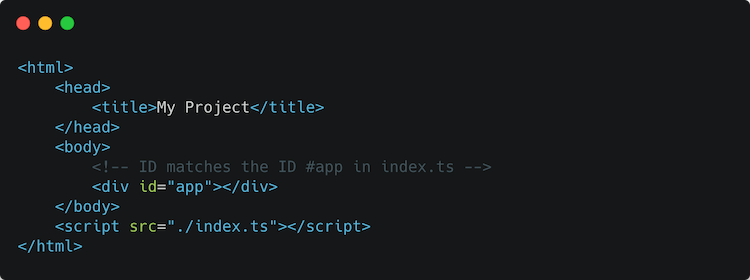 <html>
    <head>
        <title>My Project</title>
    </head>
    <body>
        <!-- ID matches the ID #app in index.ts -->
        <div id="app"></div>
    </body>
    <script src="./index.ts"></script>
</html>